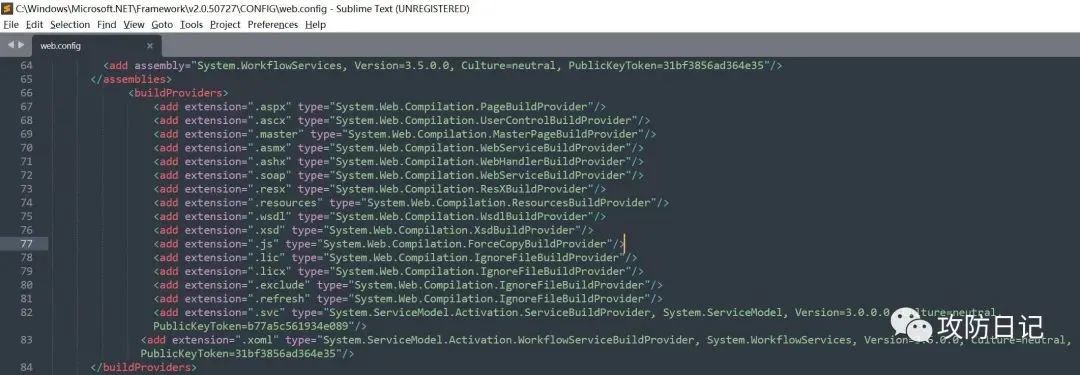 C:\Windows\Microsoft.NET\Framework\v2.0.50727\CONFIG\web.config - Sublime Text (UNREGISTERED)
File Edit Selection Find View Goto Tools Project Preferences Help
web.config ×
64 <add assembly="System.WorkflowServices, Version=3.5.0.0, Culture=neutral, PublicKeyToken=31bf3856ad364e35"/>
65 </assemblies>
66 <buildProviders>
67 <add extension=".aspx" type="System.Web.Compilation.PageBuildProvider"/>
68 <add extension=".ascx" type="System.Web.Compilation.UserControlBuildProvider"/>
69 <add extension=".master" type="System.Web.Compilation.MasterPageBuildProvider"/>
70 <add extension=".asmx" type="System.Web.Compilation.WebServiceBuildProvider"/>
71 <add extension=".ashx" type="System.Web.Compilation.WebHandlerBuildProvider"/>
72 <add extension=".soap" type="System.Web.Compilation.WebServiceBuildProvider"/>
73 <add extension=".resx" type="System.Web.Compilation.ResXBuildProvider"/>
74 <add extension=".resources" type="System.Web.Compilation.ResourcesBuildProvider"/>
75 <add extension=".wsdl" type="System.Web.Compilation.WsdlBuildProvider"/>
76 <add extension=".xsd" type="System.Web.Compilation.XsdBuildProvider"/>
77 <add extension=".js" type="System.Web.Compilation.ForceCopyBuildProvider"/>
78 <add extension=".lic" type="System.Web.Compilation.IgnoreFileBuildProvider"/>
79 <add extension=".licx" type="System.Web.Compilation.IgnoreFileBuildProvider"/>
80 <add extension=".exclude" type="System.Web.Compilation.IgnoreFileBuildProvider"/>
81 <add extension=".refresh" type="System.Web.Compilation.IgnoreFileBuildProvider"/>
82 <add extension=".svc" type="System.ServiceModel.Activation.ServiceBuildProvider, System.ServiceModel, Version=3.0.0.0, Culture=neutral,
PublicKeyToken=b77a5c561934e089"/>
攻防日记
83 <add extension=".xoml" type="System.ServiceModel.Activation.WorkflowServiceBuildProvider, System.WorkflowServices, Culture=neutral,
PublicKeyToken=31bf3856ad364e35"/>
84 </buildProviders>